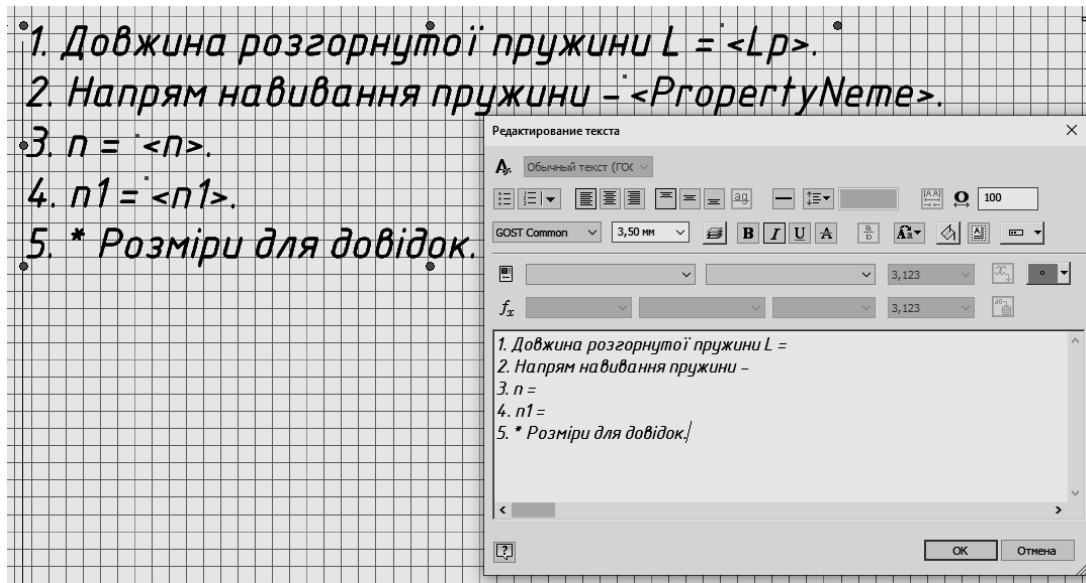 1. Довжина розгорнутої пружини L = <Lp>.
2. Напрям навивання пружини – <PropertyNeme>.
3. n = <n>.
4. n1 = <n1>.
5. * Розміри для довідок.
Редактирование текста
Обычный текст (ГОС
100
GOST Common 3,50 мм B I U A
3,123
3,123
1. Довжина розгорнутої пружини L =
2. Напрям навивання пружини –
3. n =
4. n1 =
5. * Розміри для довідок.
OK Отмена